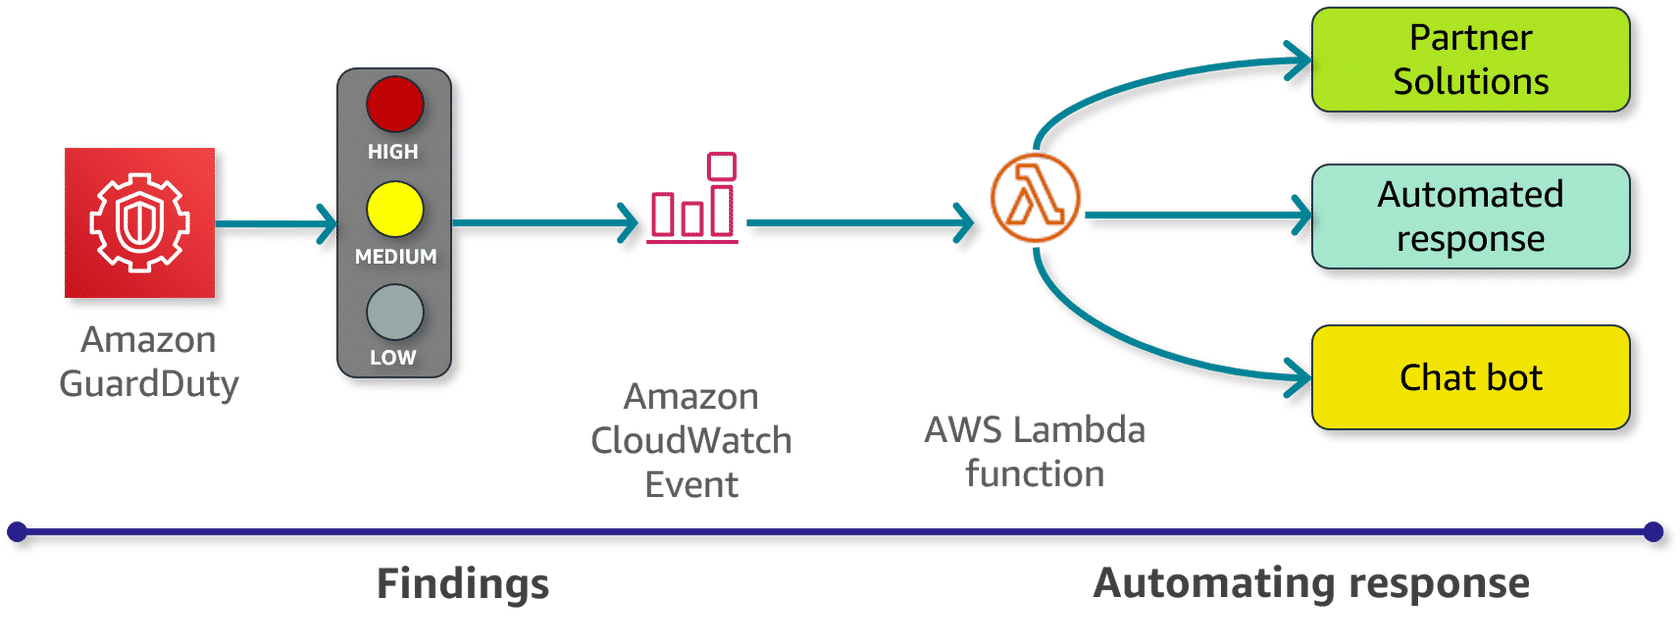 Amazon
GuardDuty
HIGH
MEDIUM
LOW
Amazon
CloudWatch
Event
AWS Lambda
function
Partner
Solutions
Automated
response
Chat bot
Findings
Automating response